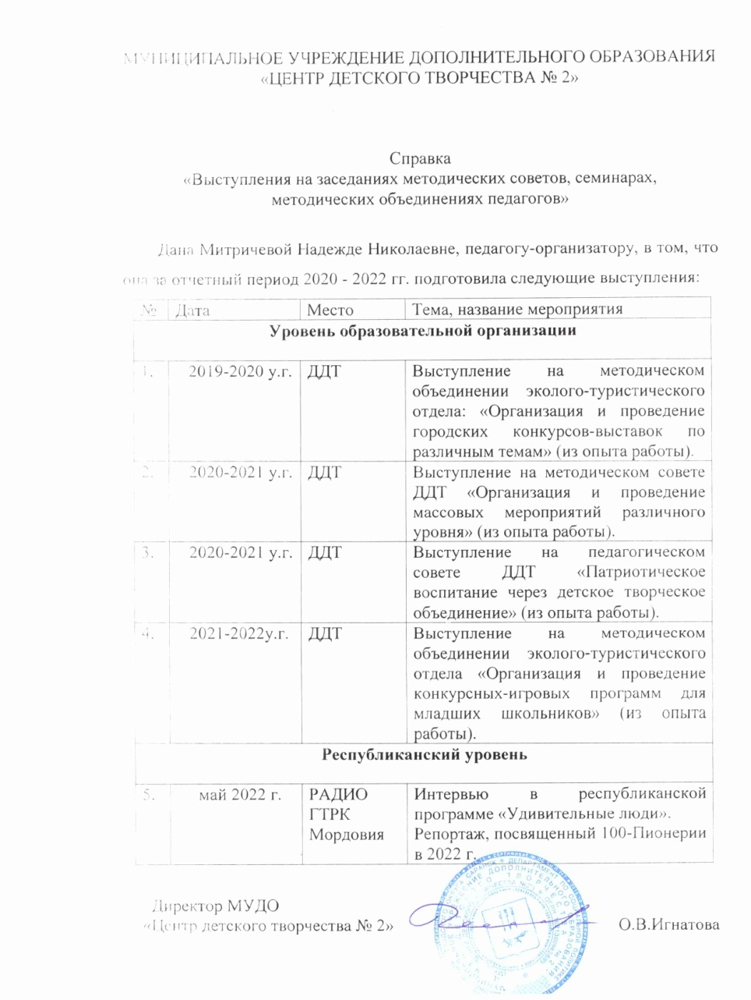 МУНИЦИПАЛЬНОЕ УЧРЕЖДЕНИЕ ДОПОЛНИТЕЛЬНОГО ОБРАЗОВАНИЯ
«ЦЕНТР ДЕТСКОГО ТВОРЧЕСТВА № 2»
Справка
«Выступления на заседаниях методических советов, семинарах,
методических объединениях педагогов»
Дана Митричевой Надежде Николаевне, педагогу-организатору, в том, что
она за отчетный период 2020 - 2022 гг. подготовила следующие выступления:
№ Дата Место Тема, название мероприятия
Уровень образовательной организации
1. 2019-2020 у.г. ДДТ Выступление на методическом
объединении эколого-туристического
отдела: «Организация и проведение
городских конкурсов-выставок по
различным темам» (из опыта работы).
2. 2020-2021 у.г. ДДТ Выступление на методическом совете
ДДТ «Организация и проведение
массовых мероприятий различного
уровня» (из опыта работы).
3. 2020-2021 у.г. ДДТ Выступление на педагогическом
совете ДДТ «Патриотическое
воспитание через детское творческое
объединение» (из опыта работы).
4. 2021-2022у.г. ДДТ Выступление на методическом
объединении эколого-туристического
отдела «Организация и проведение
конкурсных-игровых программ для
младших школьников» (из опыта
работы).
Республиканский уровень
5. май 2022 г. РАДИО Интервью в республиканской
ГТРК программе «Удивительные люди».
Мордовия Репортаж, посвященный 100-Пионерии
в 2022 г.
Директор МУДО
«Центр детского творчества № 2» О.В.Игнатова